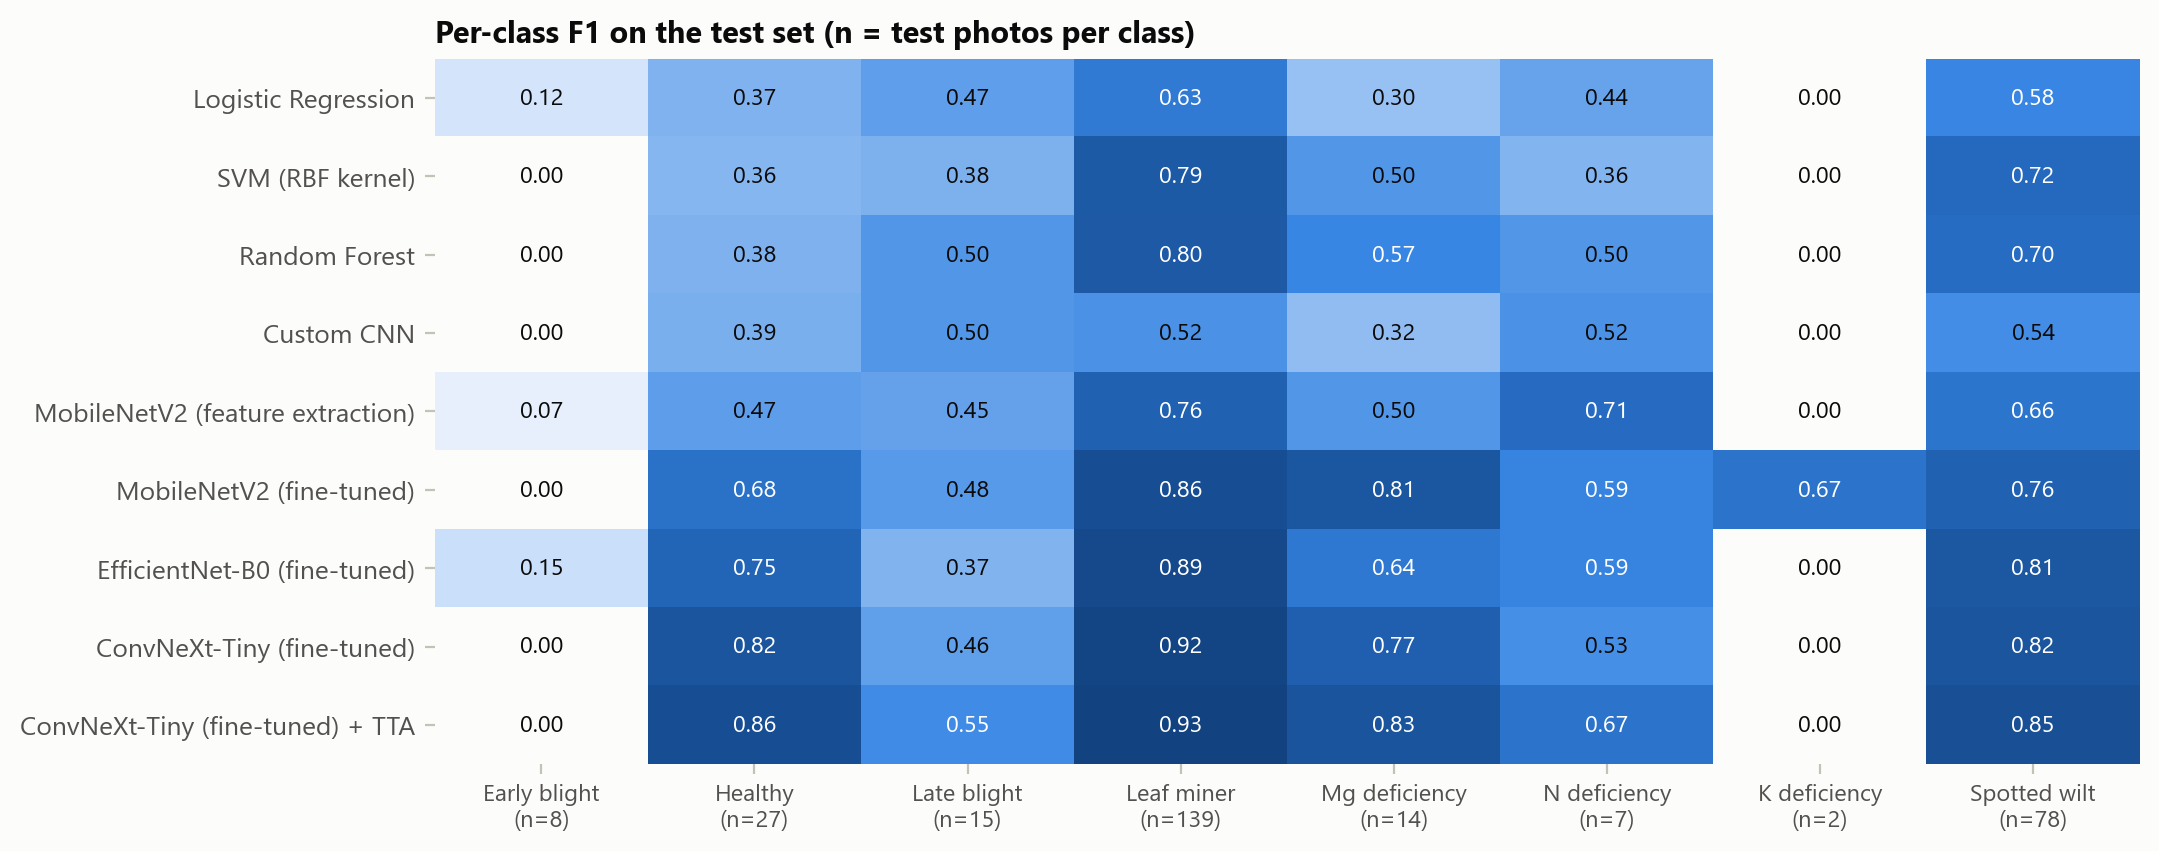 Per-class F1 on the test set (n = test photos per class)
Logistic Regression 0.12 0.37 0.47 0.63 0.30 0.44 0.00 0.58
SVM (RBF kernel) 0.00 0.36 0.38 0.79 0.50 0.36 0.00 0.72
Random Forest 0.00 0.38 0.50 0.80 0.57 0.50 0.00 0.70
Custom CNN 0.00 0.39 0.50 0.52 0.32 0.52 0.00 0.54
MobileNetV2 (feature extraction) 0.07 0.47 0.45 0.76 0.50 0.71 0.00 0.66
MobileNetV2 (fine-tuned) 0.00 0.68 0.48 0.86 0.81 0.59 0.67 0.76
EfficientNet-B0 (fine-tuned) 0.15 0.75 0.37 0.89 0.64 0.59 0.00 0.81
ConvNeXt-Tiny (fine-tuned) 0.00 0.82 0.46 0.92 0.77 0.53 0.00 0.82
ConvNeXt-Tiny (fine-tuned) + TTA 0.00 0.86 0.55 0.93 0.83 0.67 0.00 0.85
Early blight Healthy Late blight Leaf miner Mg deficiency N deficiency K deficiency Spotted wilt
(n=8) (n=27) (n=15) (n=139) (n=14) (n=7) (n=2) (n=78)